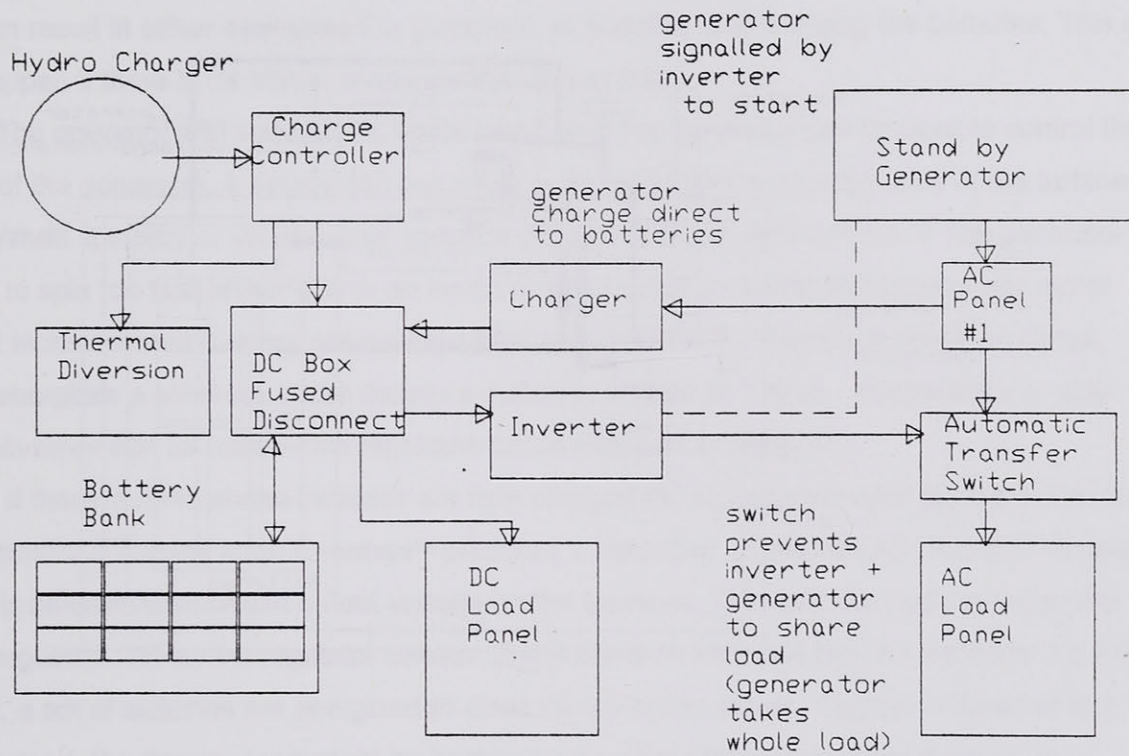 generator
signalled by
inverter
to start
Hydro Charger
Charge
Controller
Stand by
Generator
generator
charge direct
to batteries
Charger
AC
Panel
#1
Thermal
Diversion
DC Box
Fused
Disconnect
Inverter
Automatic
Transfer
Switch
Battery
Bank
DC
Load
Panel
switch
prevents
inverter +
generator
to share
load
(generator
takes
whole load)
AC
Load
Panel